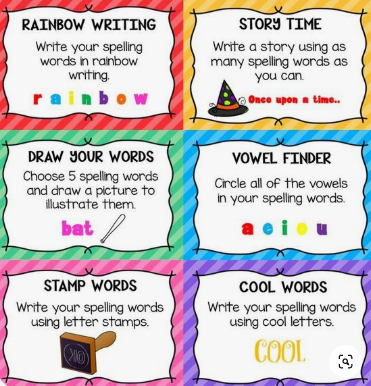 RAINBOW WRITING
Write your spelling
words in rainbow
writing.
rainbow
STORY TIME
Write a story using as
many spelling words as
you can.
Once upon a time..
DRAW YOUR WORDS
Choose 5 spelling words
and draw a picture to
illustrate them.
bat
VOWEL FINDER
Circle all of the vowels
in your spelling words.
a e i o u
STAMP WORDS
Write your spelling words
using letter stamps.
COOL WORDS
Write your spelling words
using cool letters.
COOL